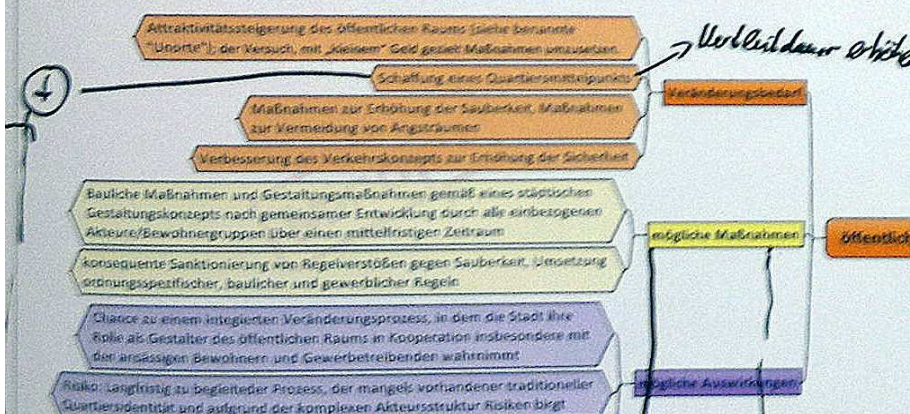 Attraktivitätssteigerung des öffentlichen Raums (siehe benannte
"Unorte"); der Versuch, mit „kleinem" Geld gezielt Maßnahmen umzusetzen
Schaffung eines Quartiersmittelpunkts
Maßnahmen zur Erhöhung der Sauberkeit, Maßnahmen
zur Vermeidung von Angsträumen
Verbesserung des Verkehrskonzepts zur Erhöhung der Sicherheit
Veränderungsbedarf
Bauliche Maßnahmen und Gestaltungsmaßnahmen gemäß eines städtischen
Gestaltungskonzepts nach gemeinsamer Entwicklung durch alle einbezogenen
Akteure/Bewohnergruppen über einen mittelfristigen Zeitraum
konsequente Sanktionierung von Regelverstößen gegen Sauberkeit, Umsetzung
ordnungsspezifischer, baulicher und gewerblicher Regeln
mögliche Maßnahmen
öffentlich
Chance zu einem integrierten Veränderungsprozess, in dem die Stadt ihre
Rolle als Gestalter des öffentlichen Raums in Kooperation insbesondere mit
den ansässigen Bewohnern und Gewerbetreibenden wahrnimmt
Risiko: Langfristig zu begleitender Prozess, der mangels vorhandener traditioneller
Quartiersidentität und aufgrund der komplexen Akteursstruktur Risiken birgt
mögliche Auswirkungen